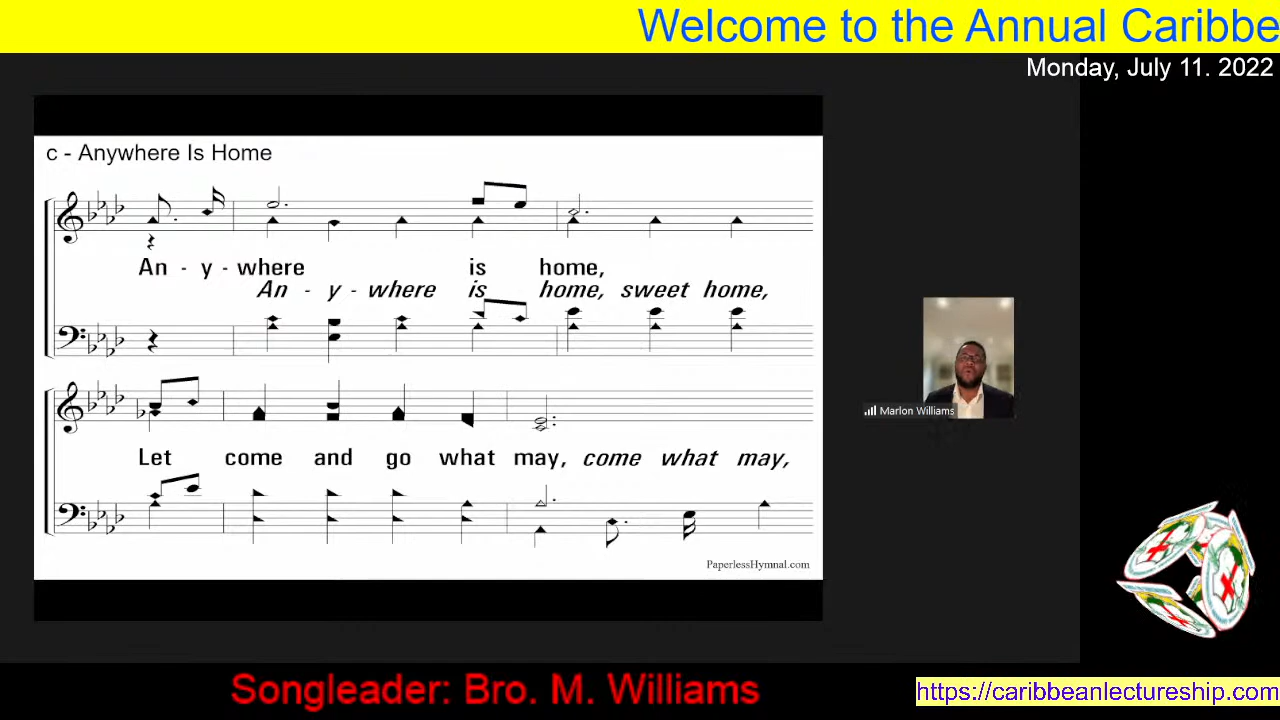 Welcome to the Annual Caribbe
Monday, July 11. 2022
c - Anywhere Is Home
An - y - where is home,
An - y - where is home, sweet home,
Let come and go what may, come what may,
PaperlessHymnal.com
Marlon Williams
Songleader: Bro. M. Williams
https://caribbeanlectureship.com